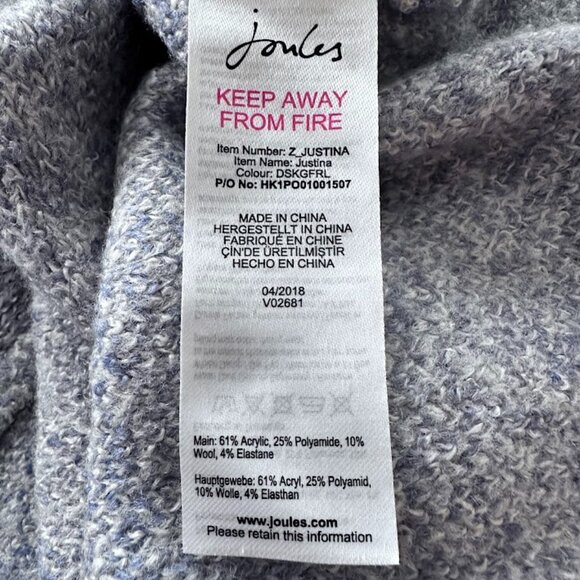 joules
KEEP AWAY
FROM FIRE
Item Number: Z_JUSTINA
Item Name: Justina
Colour: DSKGFRL
P/O No: HK1PO01001507
MADE IN CHINA
HERGESTELLT IN CHINA
FABRIQUÉ EN CHINE
ÇIN'DE ÜRETİLMİŞTİR
HECHO EN CHINA
04/2018
V02681
Main: 61% Acrylic, 25% Polyamide, 10%
Wool, 4% Elastane
Hauptgewebe: 61% Acryl, 25% Polyamid,
10% Wolle, 4% Elasthan
www.joules.com
Please retain this information